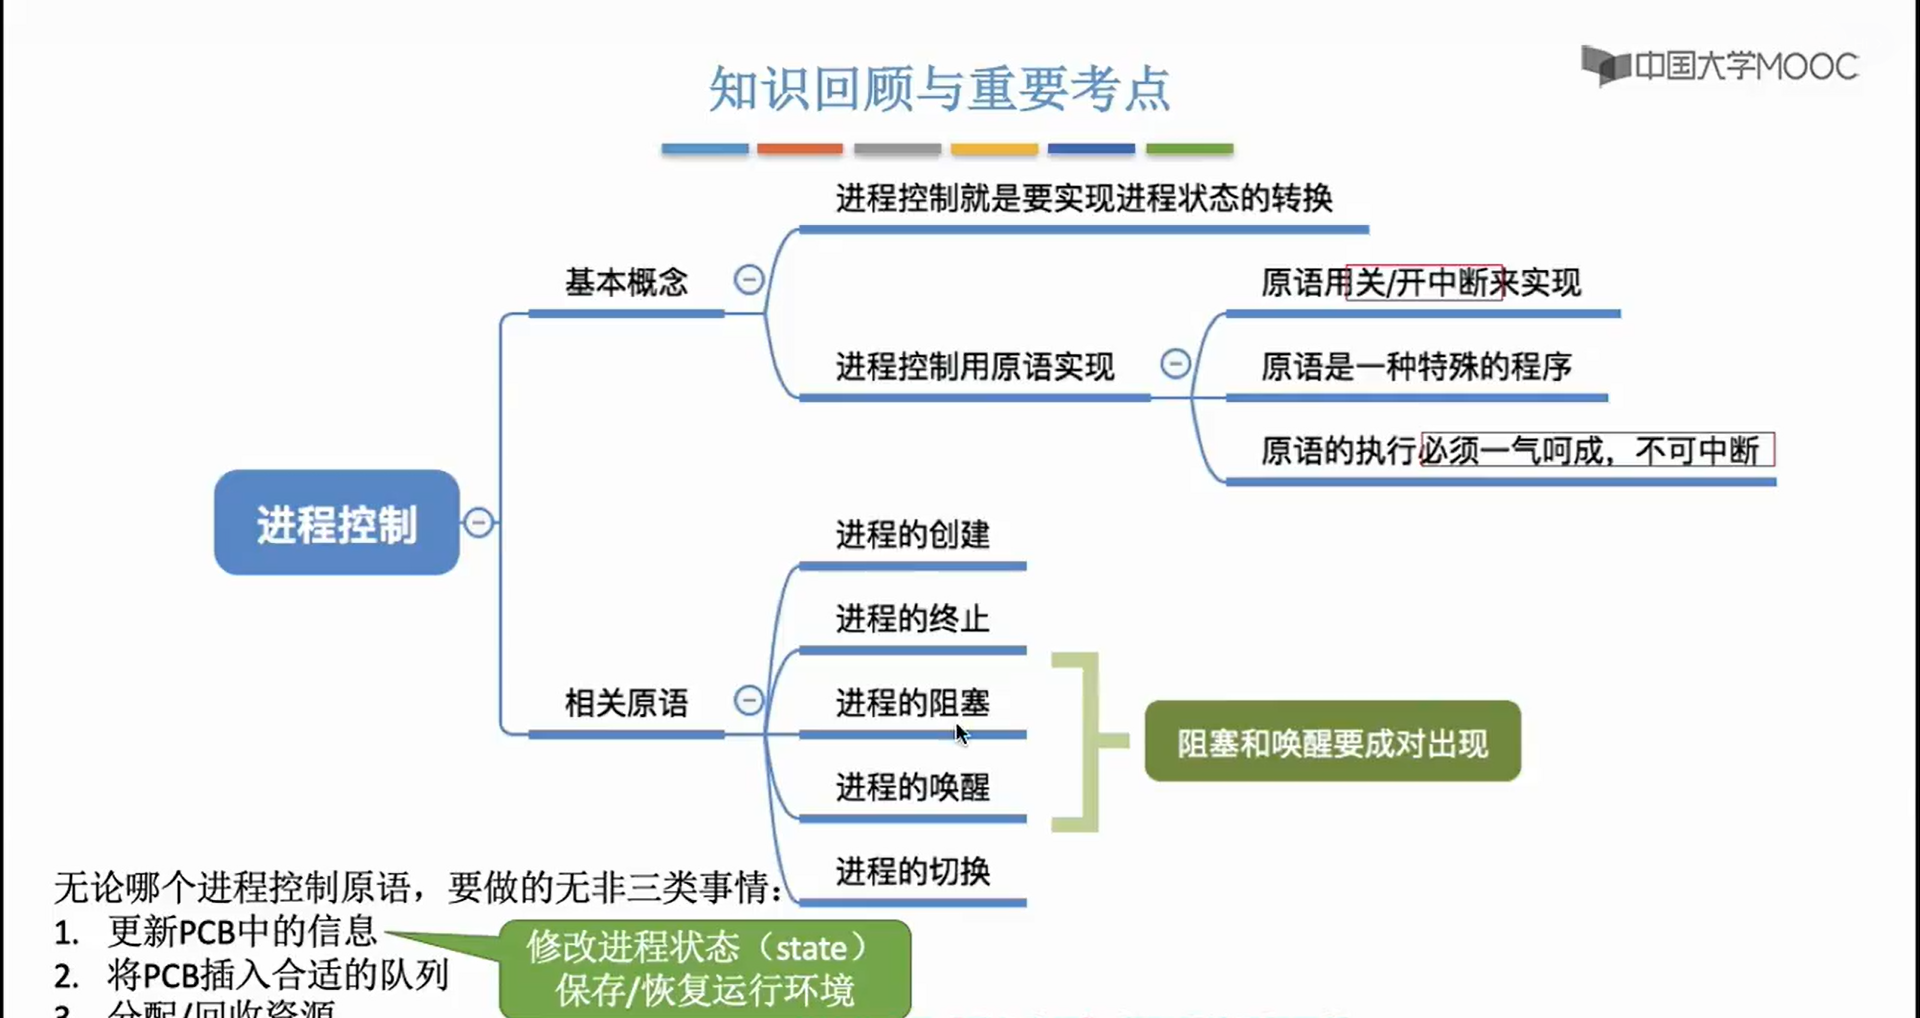 中国大学MOOC
知识回顾与重要考点
进程控制就是要实现进程状态的转换
基本概念
原语用关/开中断来实现
进程控制用原语实现
原语是一种特殊的程序
原语的执行必须一气呵成，不可中断
进程控制
进程的创建
进程的终止
相关原语
进程的阻塞
阻塞和唤醒要成对出现
进程的唤醒
进程的切换
无论哪个进程控制原语，要做的无非三类事情：
1. 更新PCB中的信息
2. 将PCB插入合适的队列
3. 分配/回收资源
修改进程状态（state）
保存/恢复运行环境